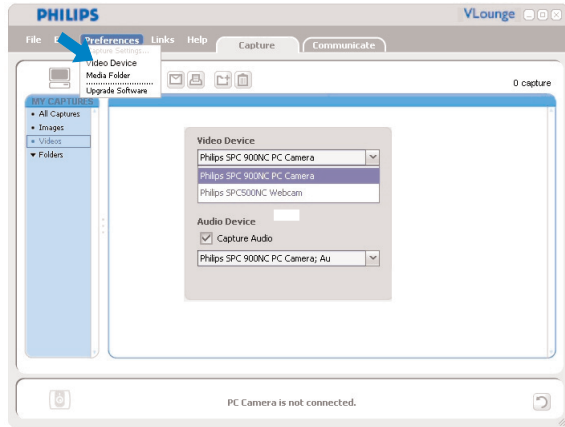 PHILIPS
VLounge
File E Preferences Links Help Capture Communicate
Capture Settings...
Video Device
Media Folder
Upgrade Software
0 capture
MY CAPTURES
All Captures
Images
Videos
Folders
Video Device
Philips SPC 900NC PC Camera
Philips SPC 900NC PC Camera
Philips SPC500NC Webcam
Audio Device
Capture Audio
Philips SPC 900NC PC Camera; Au
PC Camera is not connected.